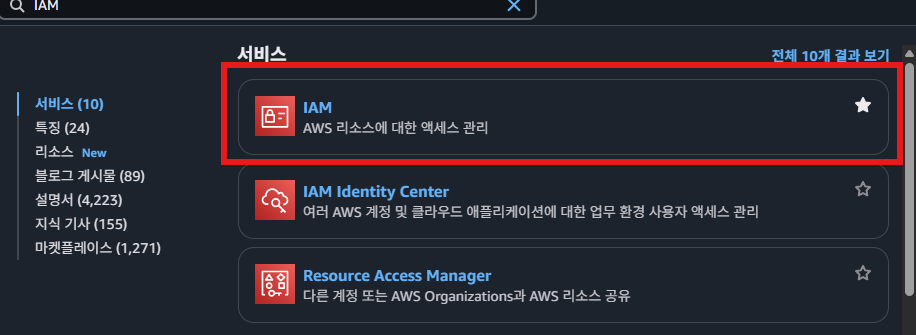 IAM
서비스
전체 10개 결과 보기
서비스 (10)
특징 (24)
리소스 New
블로그 게시물 (89)
설명서 (4,223)
지식 기사 (155)
마켓플레이스 (1,271)
IAM
AWS 리소스에 대한 액세스 관리
IAM Identity Center
여러 AWS 계정 및 클라우드 애플리케이션에 대한 업무 환경 사용자 액세스 관리
Resource Access Manager
다른 계정 또는 AWS Organizations과 AWS 리소스 공유